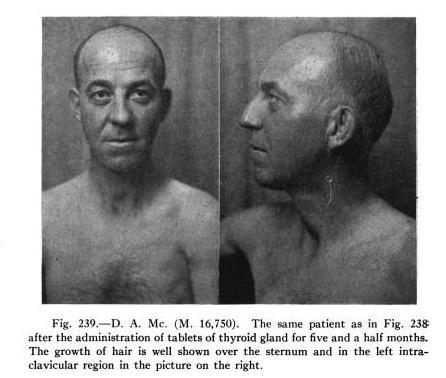 Fig. 239.—D. A. Mc. (M. 16,750). The same patient as in Fig. 238
after the administration of tablets of thyroid gland for five and a half months.
The growth of hair is well shown over the sternum and in the left intra-
clavicular region in the picture on the right.